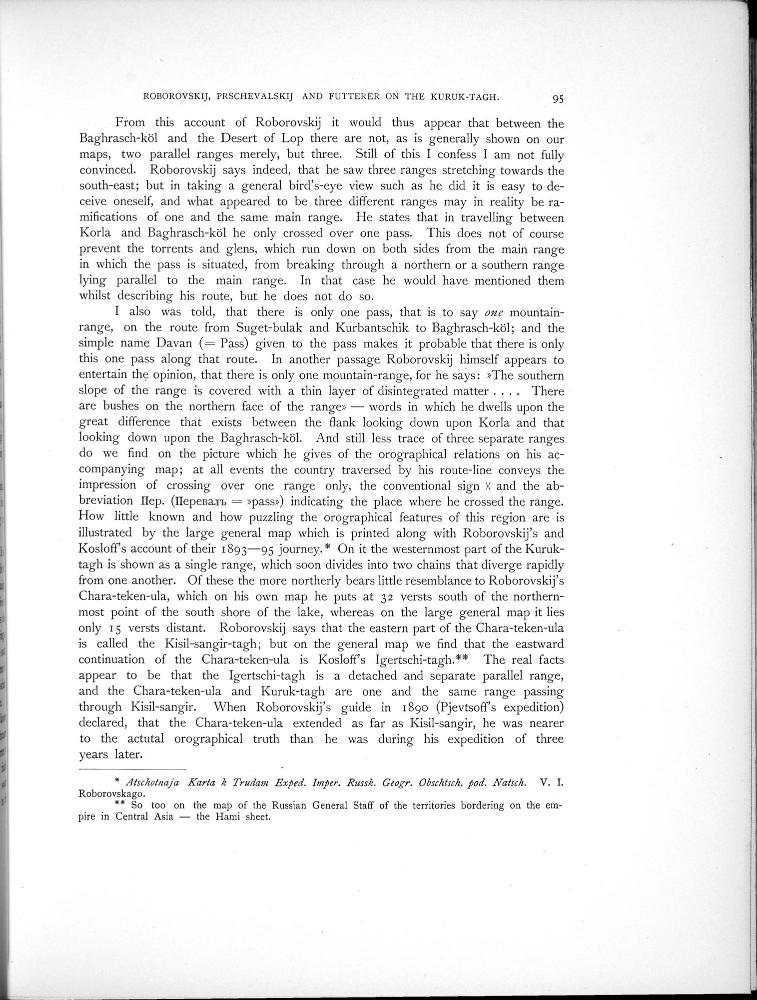 ROBOROVSKIJ, PRSCHEVALSKIJ AND FUTTERER ON THE KURUK-TAGH. 95
From this account of Roborovskij it would thus appear that between the
Baghrasch-köl and the Desert of Lop there are not, as is generally shown on our
maps, two parallel ranges merely, but three. Still of this I confess I am not fully
convinced. Roborovskij says indeed, that he saw three ranges stretching towards the
south-east; but in taking a general bird's-eye view such as he did it is easy to de-
ceive oneself, and what appeared to be three different ranges may in reality be ra-
mifications of one and the same main range. He states that in travelling between
Korla and Baghrasch-köl he only crossed over one pass. This does not of course
prevent the torrents and glens, which run down on both sides from the main range
in which the pass is situated, from breaking through a northern or a southern range
lying parallel to the main range. In that case he would have mentioned them
whilst describing his route, but he does not do so.
I also was told, that there is only one pass, that is to say one mountain-
range, on the route from Suget-bulak and Kurbantschik to Baghrasch-köl; and the
simple name Davan (= Pass) given to the pass makes it probable that there is only
this one pass along that route. In another passage Roborovskij himself appears to
entertain the opinion, that there is only one mountain-range, for he says: »The southern
slope of the range is covered with a thin layer of disintegrated matter . . . . There
are bushes on the northern face of the range» — words in which he dwells upon the
great difference that exists between the flank looking down upon Korla and that
looking down upon the Baghrasch-köl. And still less trace of three separate ranges
do we find on the picture which he gives of the orographical relations on his ac-
companying map; at all events the country traversed by his route-line conveys the
impression of crossing over one range only, the conventional sign X and the ab-
breviation Пер. (Перевалъ = »pass») indicating the place where he crossed the range.
How little known and how puzzling the orographical features of this region are is
illustrated by the large general map which is printed along with Roborovskij's and
Kosloff's account of their 1893—95 journey.* On it the westernmost part of the Kuruk-
tagh is shown as a single range, which soon divides into two chains that diverge rapidly
from one another. Of these the more northerly bears little resemblance to Roborovskij's
Chara-teken-ula, which on his own map he puts at 32 versts south of the northern-
most point of the south shore of the lake, whereas on the large general map it lies
only 15 versts distant. Roborovskij says that the eastern part of the Chara-teken-ula
is called the Kisil-sangir-tagh; but on the general map we find that the eastward
continuation of the Chara-teken-ula is Kosloff's Igertschi-tagh.** The real facts
appear to be that the Igertschi-tagh is a detached and separate parallel range,
and the Chara-teken-ula and Kuruk-tagh are one and the same range passing
through Kisil-sangir. When Roborovskij's guide in 1890 (Pjevtsoff's expedition)
declared, that the Chara-teken-ula extended as far as Kisil-sangir, he was nearer
to the actutal orographical truth than he was during his expedition of three
years later.
* Atschotnaja Karta k Trudam Exped. Imper. Russk. Geogr. Obschtsch. pod. Natsch. V. I.
Roborovskago.
** So too on the map of the Russian General Staff of the territories bordering on the em-
pire in Central Asia — the Hami sheet.